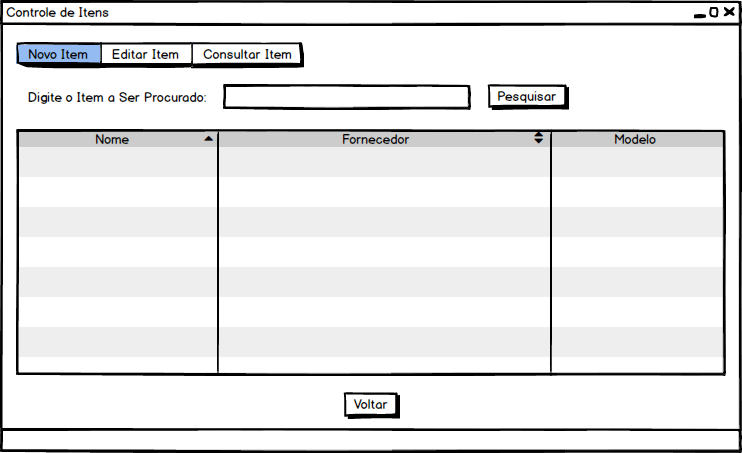 Controle de Itens
Novo Item Editar Item Consultar Item
Digite o Item a Ser Procurado: Pesquisar
Nome Fornecedor Modelo
Voltar